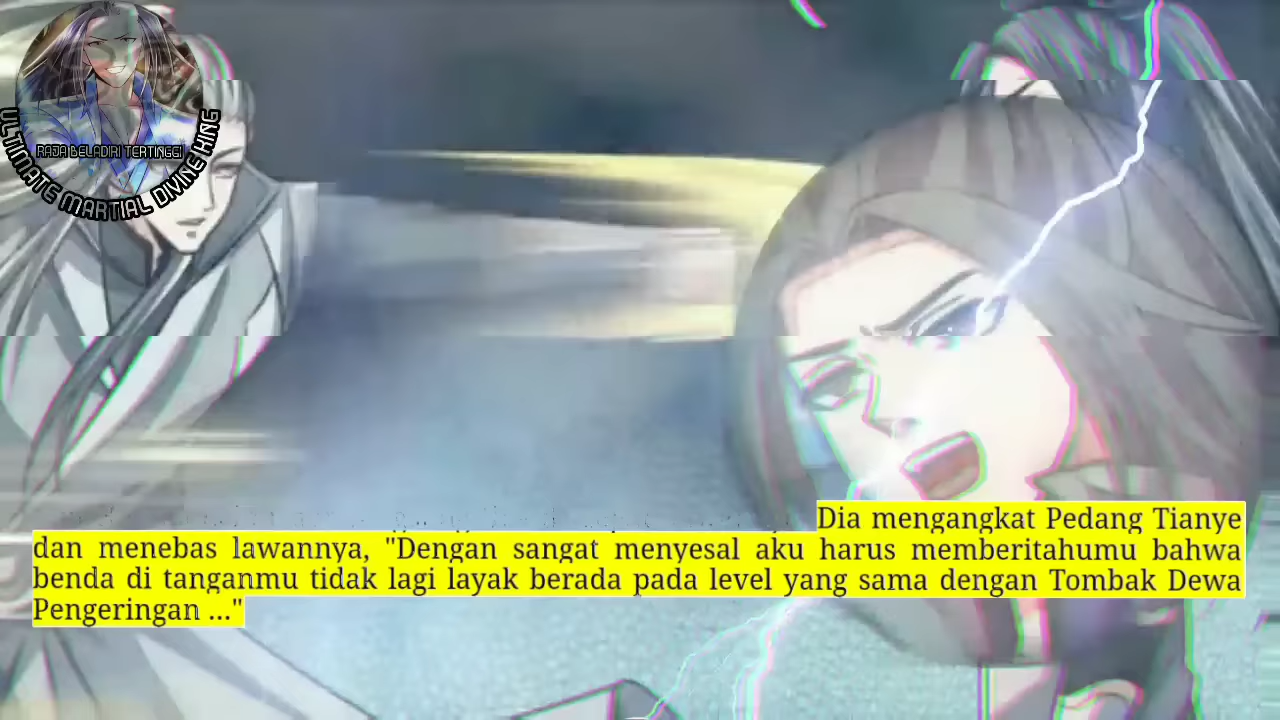 RAJA BELADIRI TERTINGGI
ULTIMATE MARTIAL DIVINE KING
Dia mengangkat Pedang Tianye
dan menebas lawannya, "Dengan sangat menyesal aku harus memberitahumu bahwa
benda di tanganmu tidak lagi layak berada pada level yang sama dengan Tombak Dewa
Pengeringan ..."